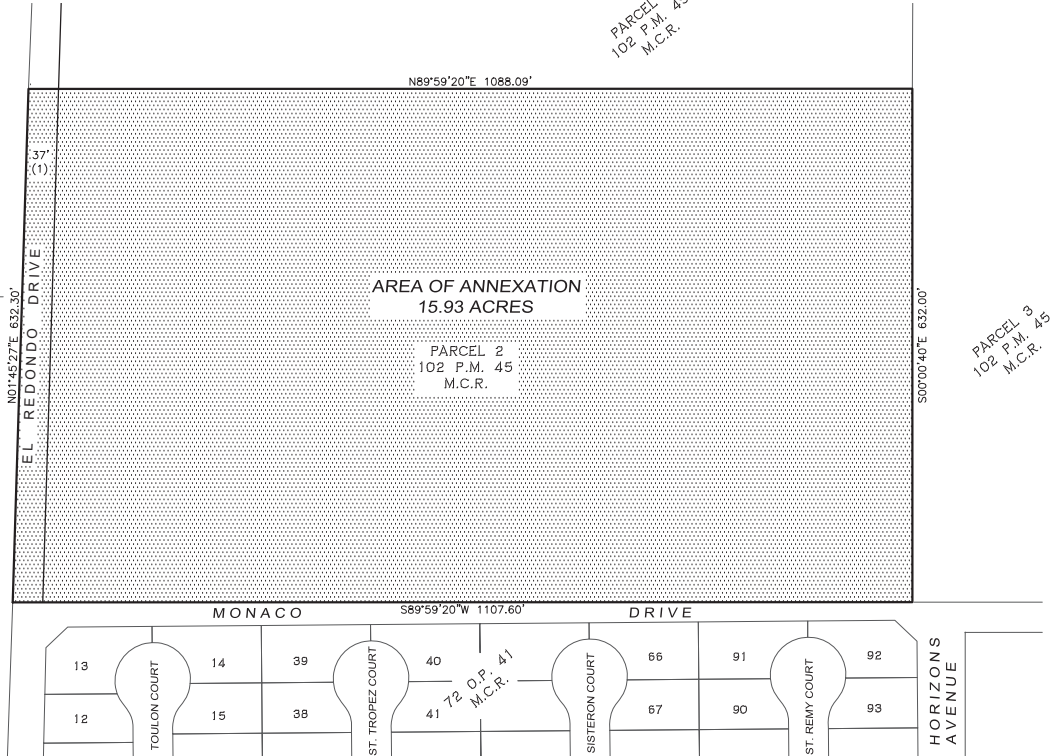 PARCEL
102 P.M. 45
M.C.R.
N89°59'20"E 1088.09'
37'
(1)
EL REDONDO DRIVE
N01°45'27"E 632.30'
AREA OF ANNEXATION
15.93 ACRES
PARCEL 2
102 P.M. 45
M.C.R.
S00°00'40"E 632.00'
PARCEL 3
102 P.M. 45
M.C.R.
MONACO DRIVE
S89°59'20"W 1107.60'
13
14
39
40
66
91
92
12
15
38
41
67
90
93
72 O.P. 41
M.C.R.
TOULON COURT
ST. TROPEZ COURT
SISTERON COURT
ST. REMY COURT
HORIZONS
AVENUE